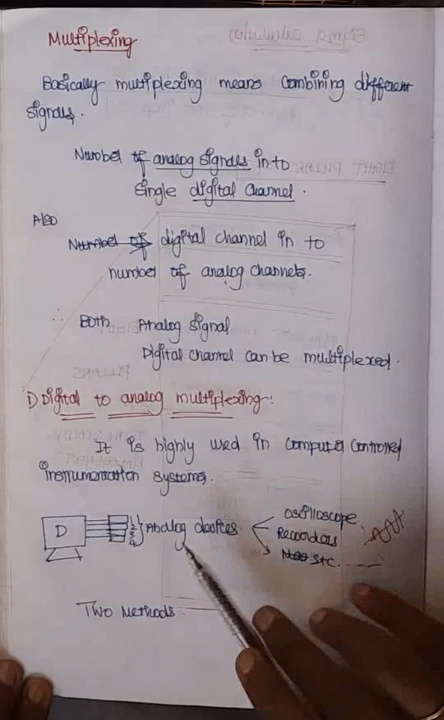 Multiplexing
Basically multiplexing means combining different
signals.
Number of analog signals in to
single digital channel.
Also
Number of digital channel in to
number of analog channels.
∴ Both Analog signal
Digital channel can be multiplexed.
1) Digital to analog multiplexing:
It is highly used in computer controlled
instrumentation systems.
D 1 2 3 4 } Analog devices. Oscilloscope
Recorders
etc.....
Two Methods.